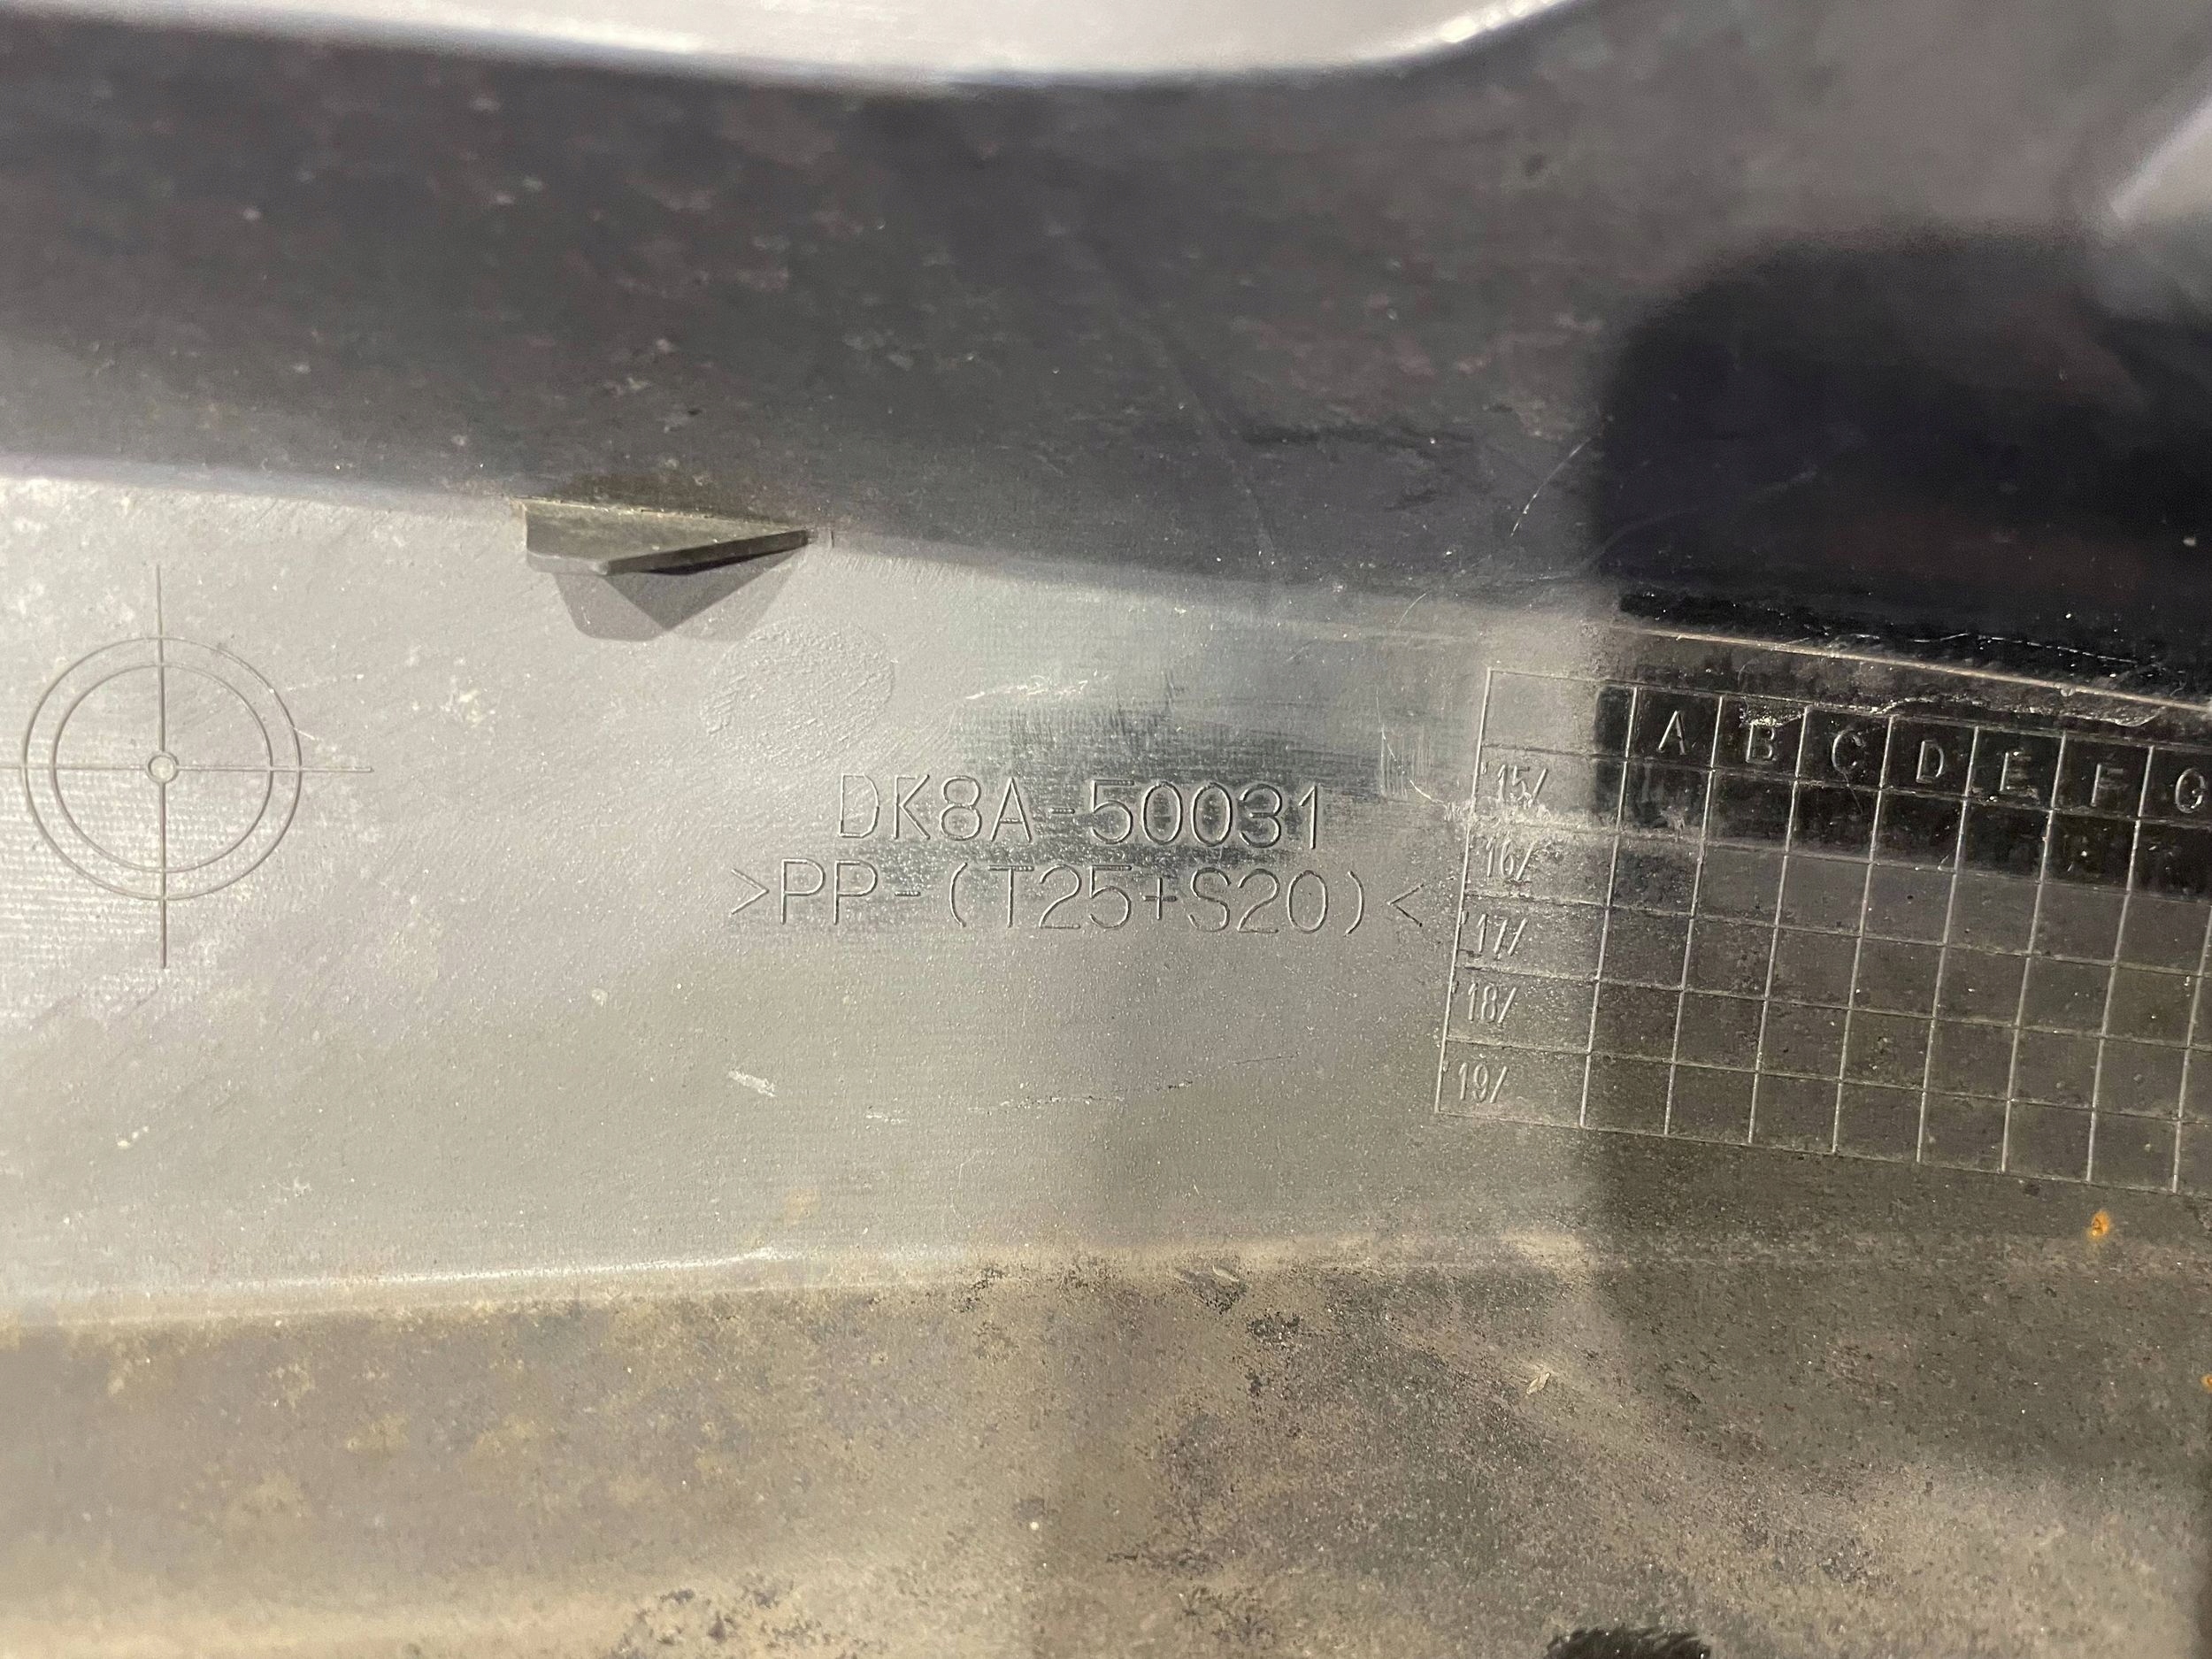 DK8A-50031
>PP-(T25+S20)<
A B C D E F G
'15/
'16/
'17/
'18/
'19/